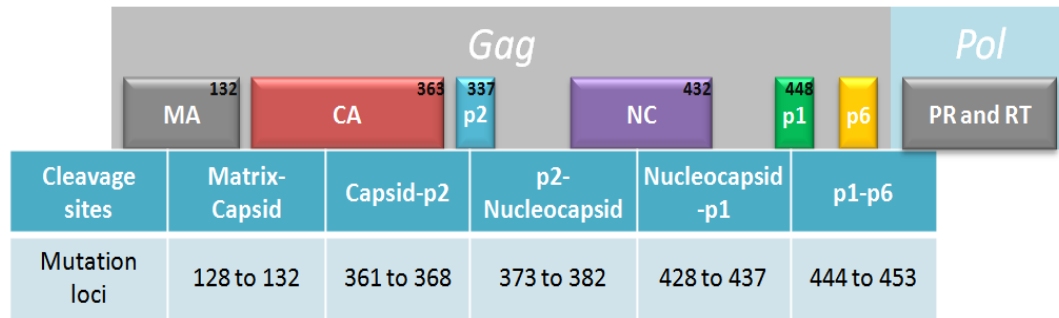 Gag Pol
132 363 337 432 448
MA CA p2 NC p1 p6 PR and RT
Cleavage sites Matrix-Capsid Capsid-p2 p2-Nucleocapsid Nucleocapsid-p1 p1-p6
Mutation loci 128 to 132 361 to 368 373 to 382 428 to 437 444 to 453